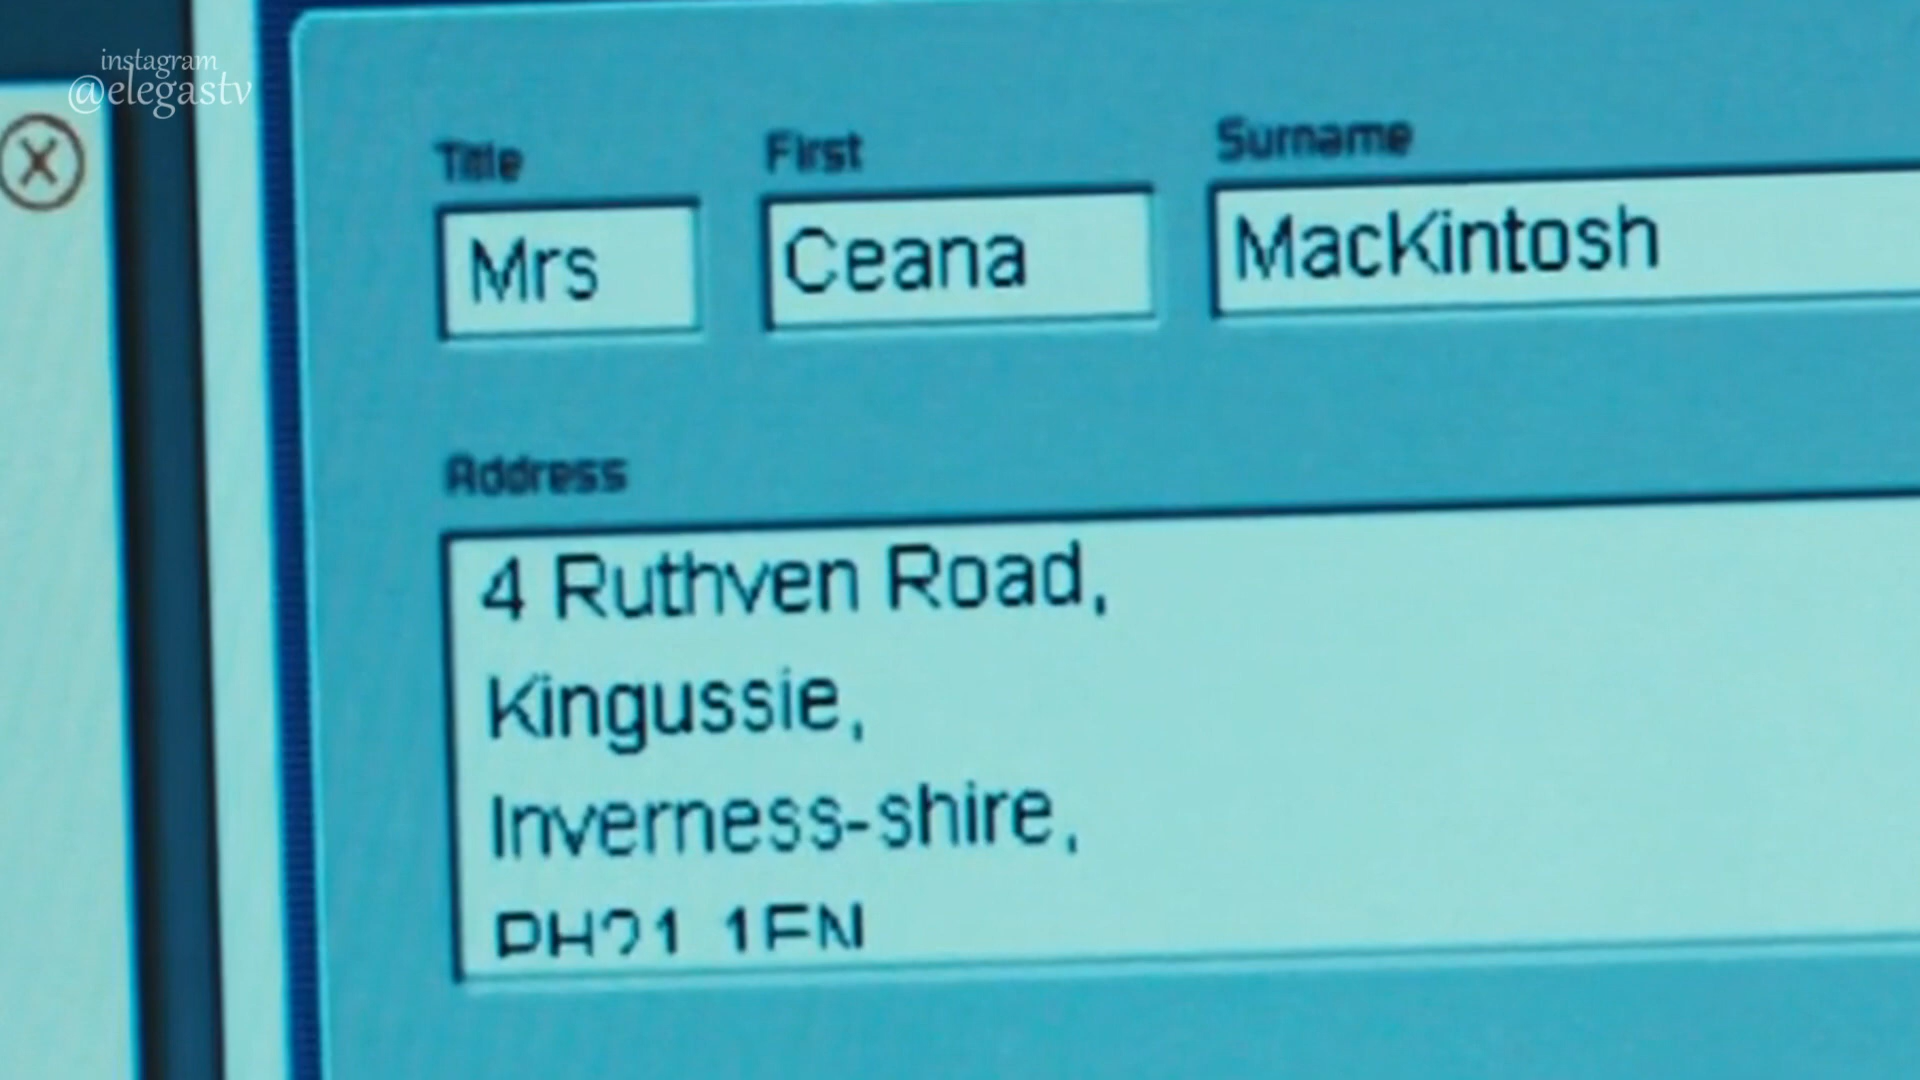 instagram
@elegastv
Title First Surname
Mrs Ceana MacKintosh
Address
4 Ruthven Road,
Kingussie,
Inverness-shire,